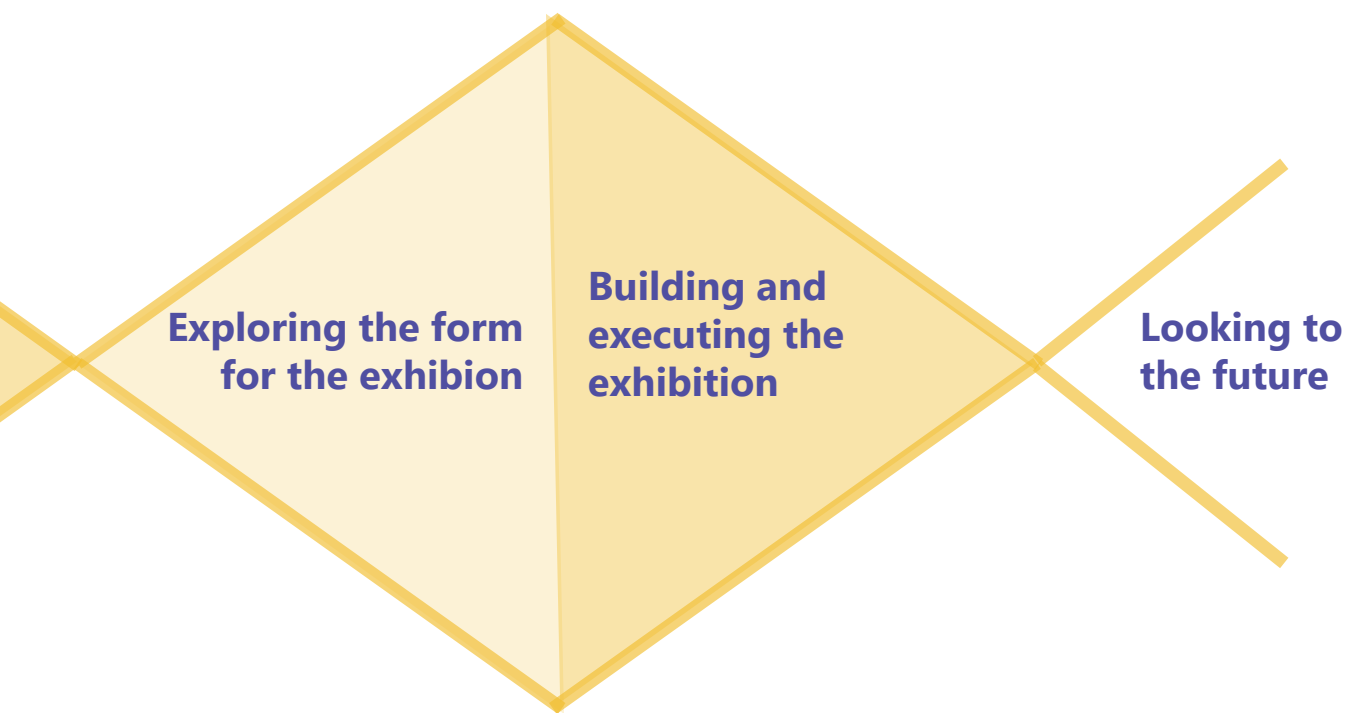 Exploring the form
for the exhibion
Building and
executing the
exhibition
Looking to
the future